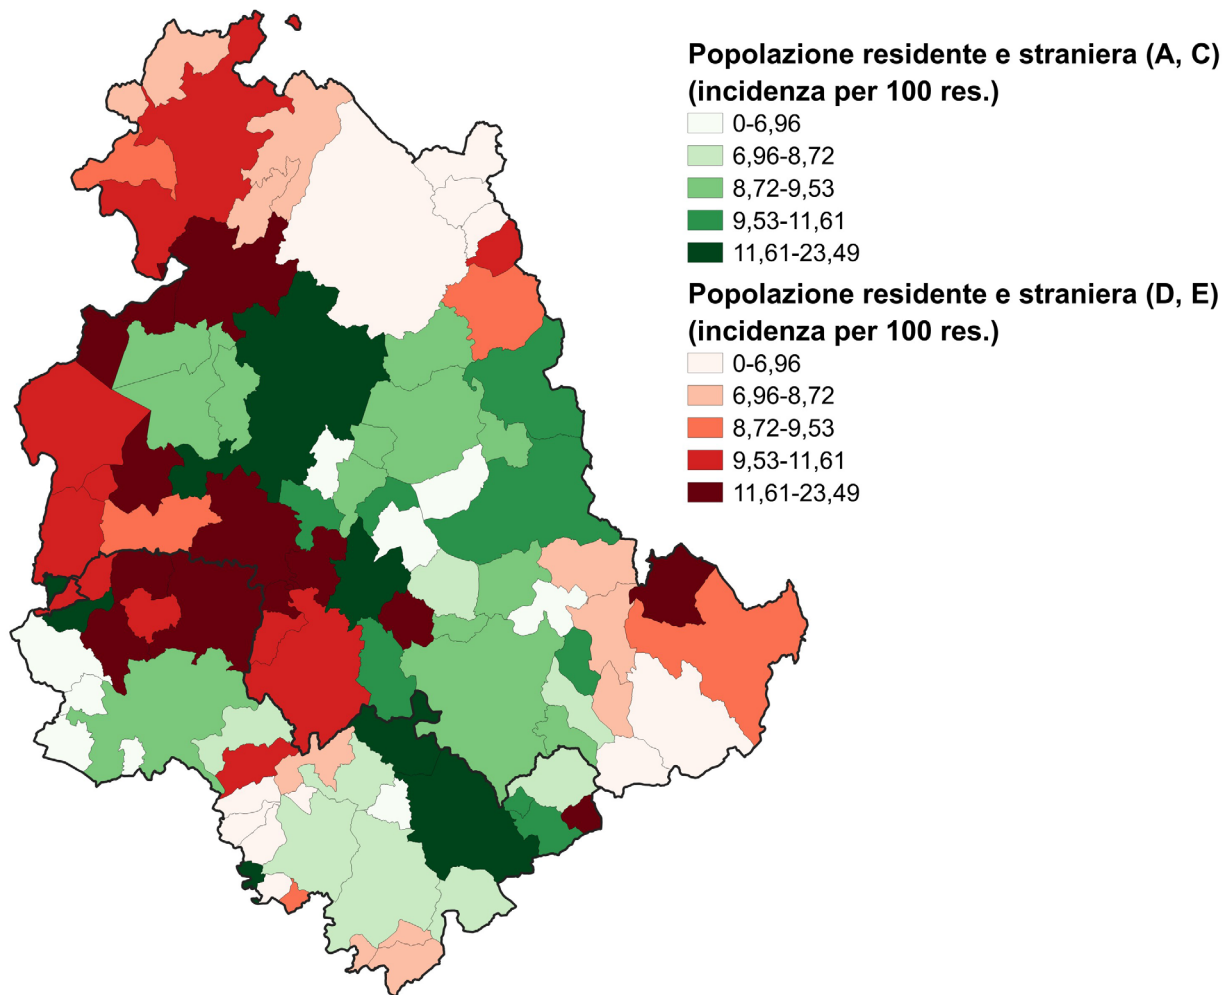 Popolazione residente e straniera (A, C)
(incidenza per 100 res.)
0-6,96
6,96-8,72
8,72-9,53
9,53-11,61
11,61-23,49
Popolazione residente e straniera (D, E)
(incidenza per 100 res.)
0-6,96
6,96-8,72
8,72-9,53
9,53-11,61
11,61-23,49